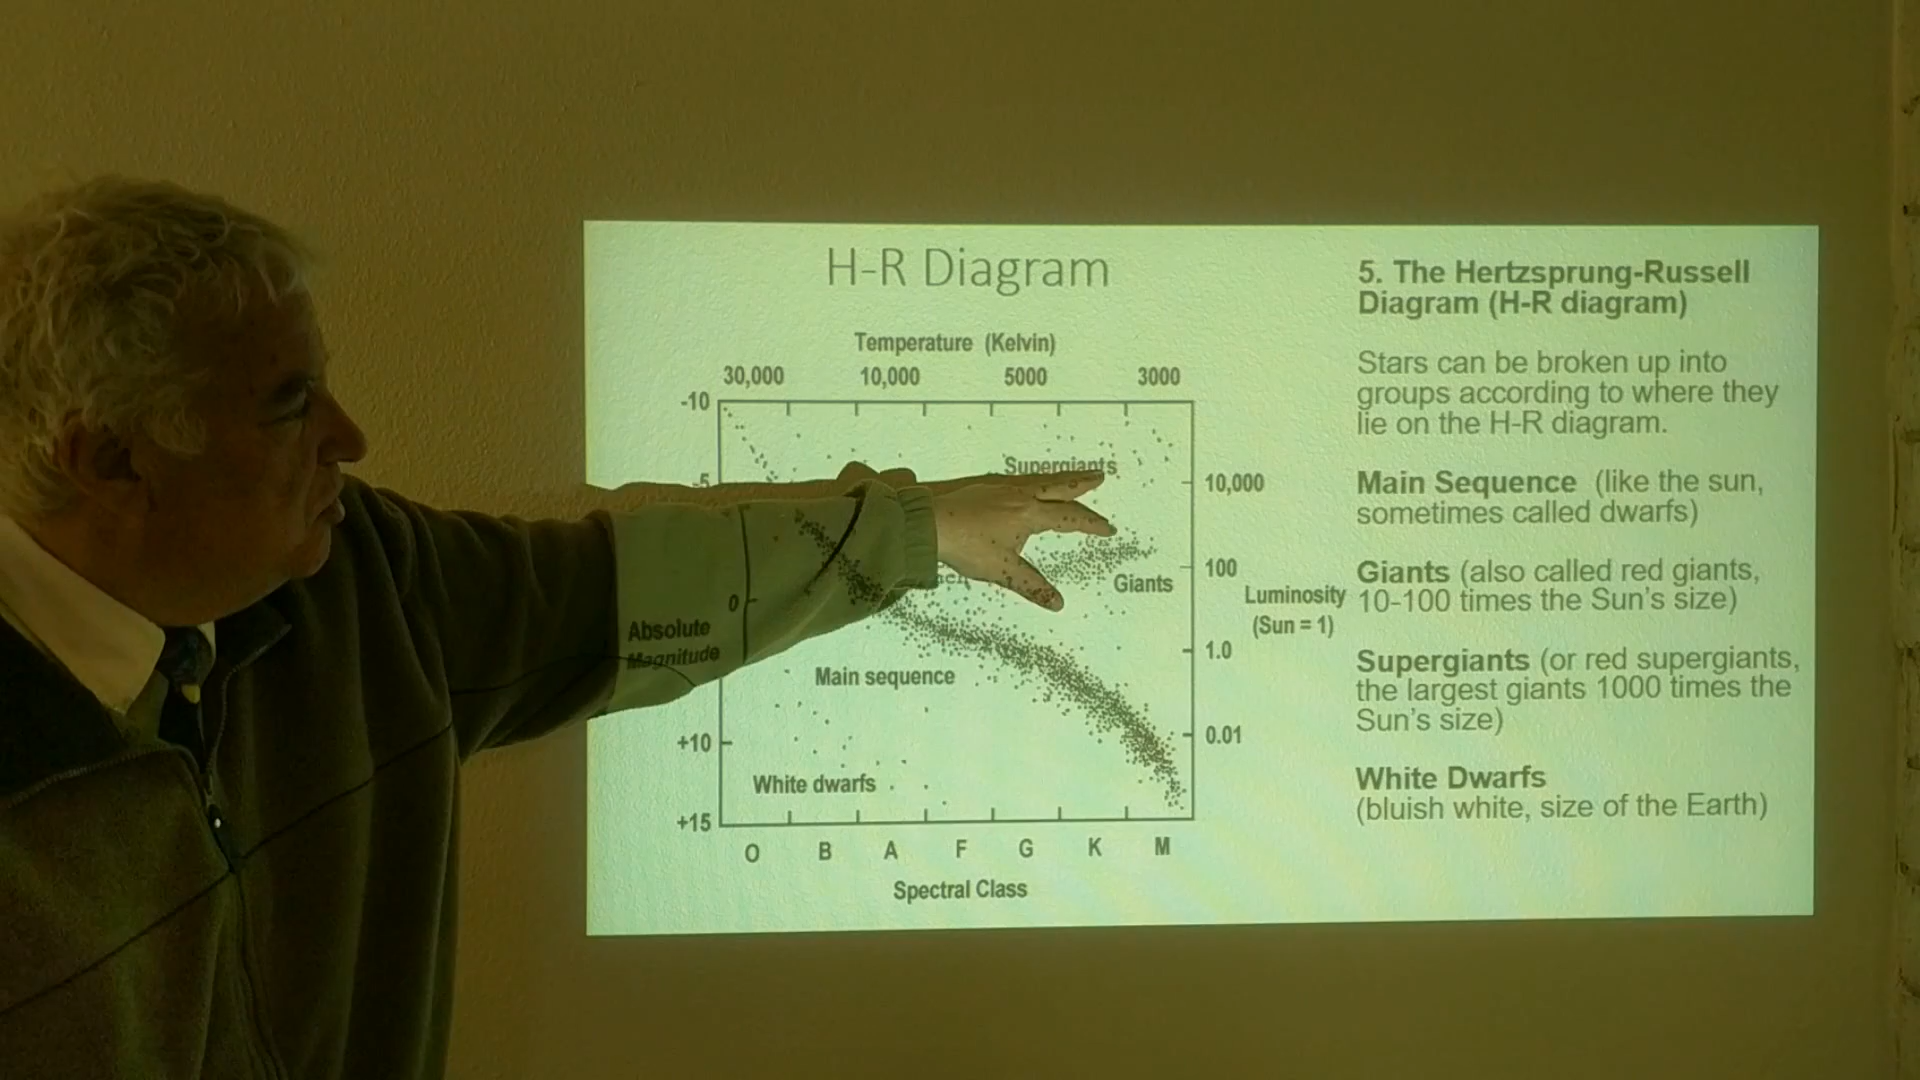 H-R Diagram
Temperature (Kelvin)
30,000 10,000 5000 3000
-10
Supergiants
-5
10,000
100
Giants
0
Luminosity
(Sun = 1)
Absolute
Magnitude
1.0
Main sequence
+10
0.01
White dwarfs
+15
O B A F G K M
Spectral Class
5. The Hertzsprung-Russell
Diagram (H-R diagram)
Stars can be broken up into
groups according to where they
lie on the H-R diagram.
Main Sequence (like the sun,
sometimes called dwarfs)
Giants (also called red giants,
10-100 times the Sun's size)
Supergiants (or red supergiants,
the largest giants 1000 times the
Sun's size)
White Dwarfs
(bluish white, size of the Earth)